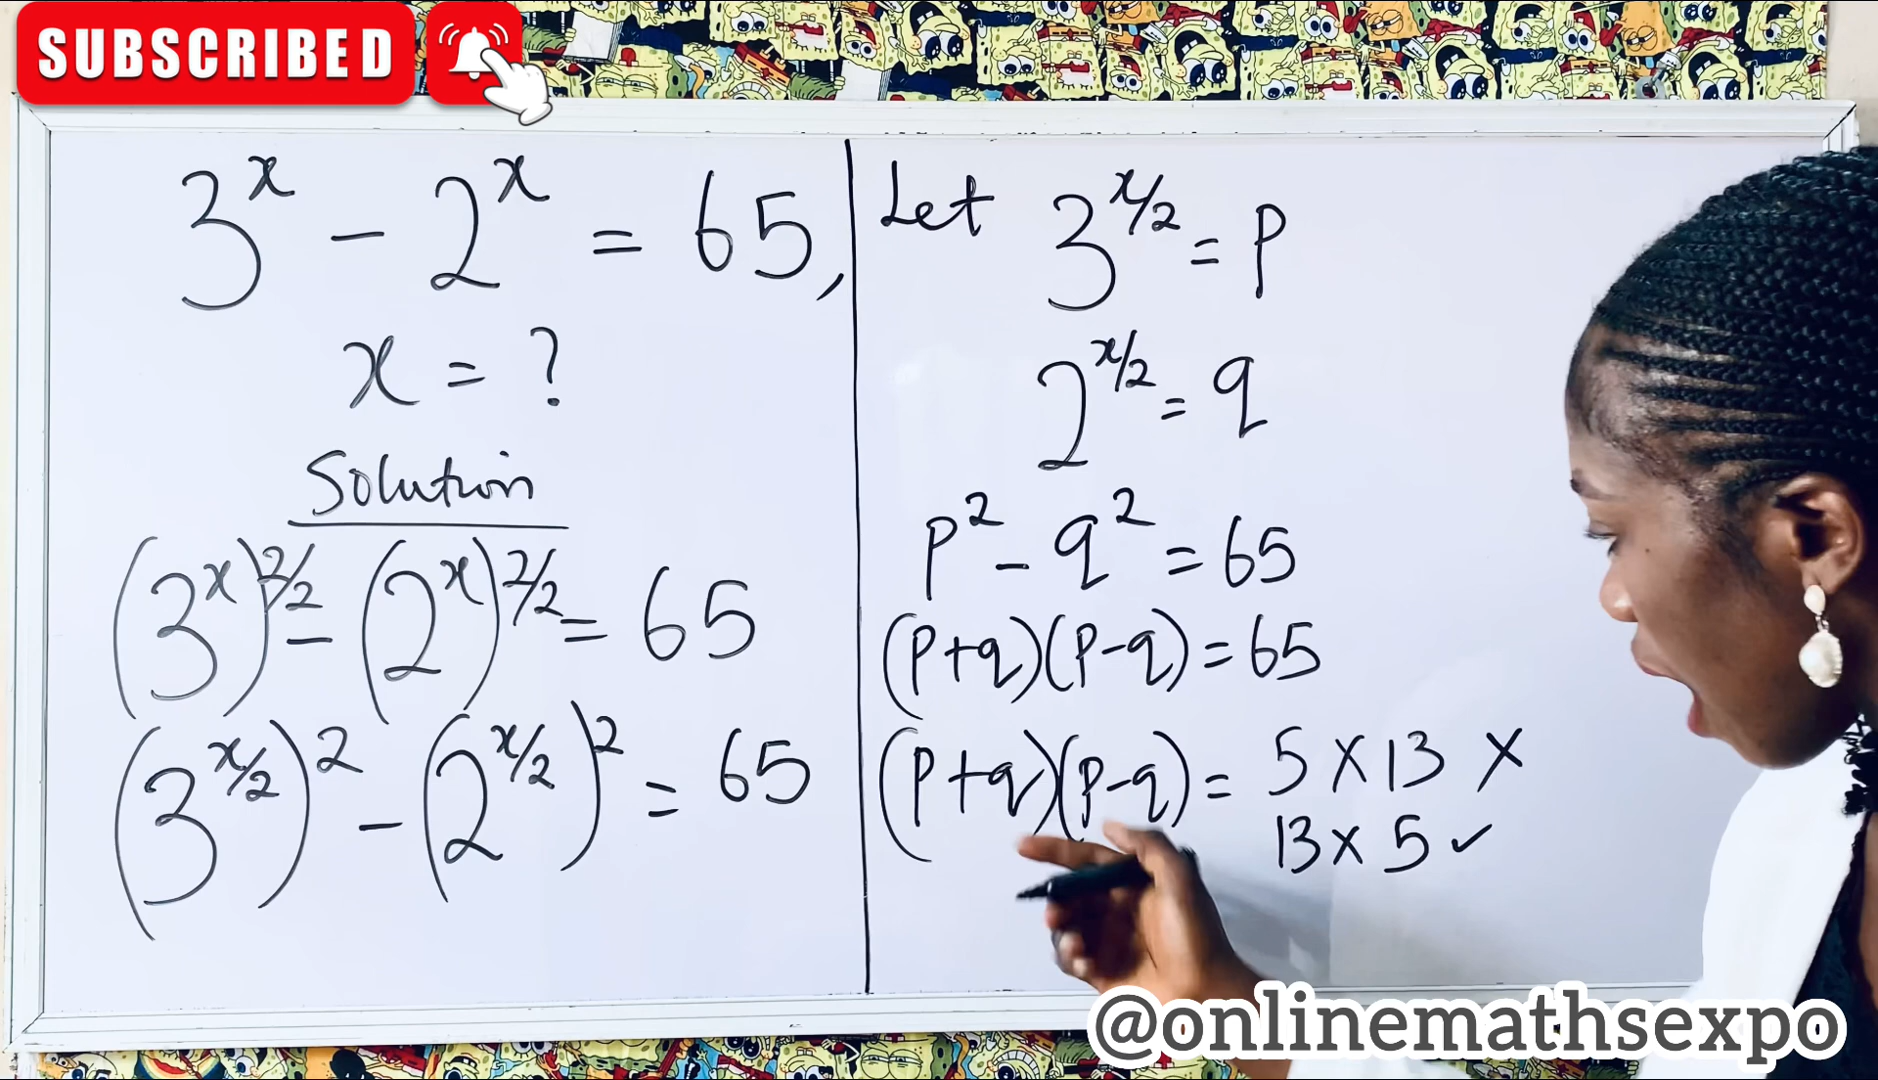 SUBSCRIBED
3^x - 2^x = 65,
x = ?
Solution
(3^x)^2/2 - (2^x)^2/2 = 65
(3^x/2)^2 - (2^x/2)^2 = 65
Let 3^x/2 = p
2^x/2 = q
p^2 - q^2 = 65
(p+q)(p-q) = 65
(p+q)(p-q) = 5 × 13 ×
13 × 5 ✓
@onlinemathsexpo